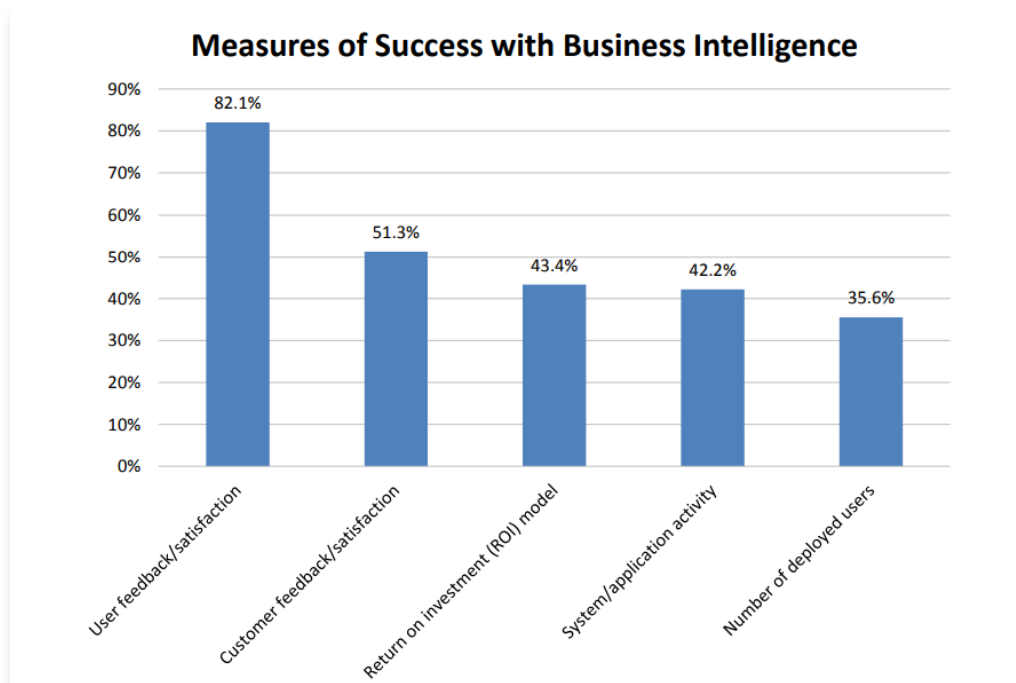 Measures of Success with Business Intelligence
90%
80%
70%
60%
50%
40%
30%
20%
10%
0%
82.1%
51.3%
43.4%
42.2%
35.6%
User feedback/satisfaction
Customer feedback/satisfaction
Return on investment (ROI) model
System/application activity
Number of deployed users